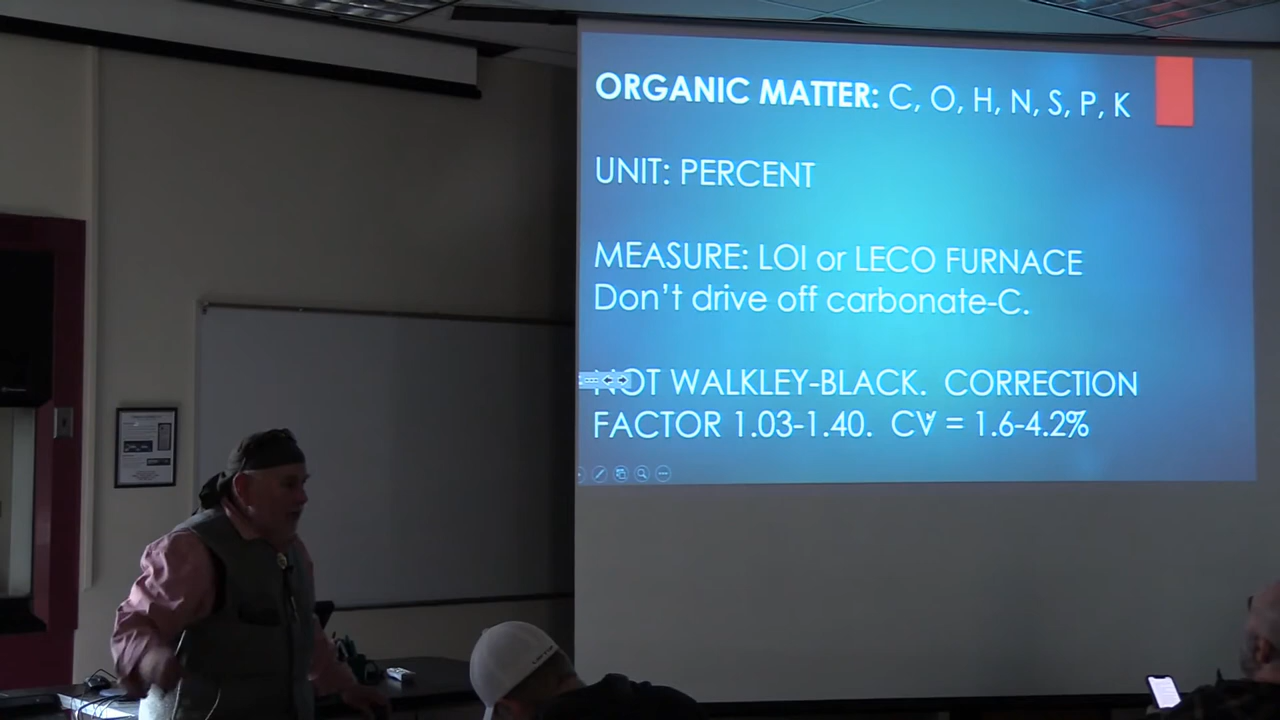 ORGANIC MATTER: C, O, H, N, S, P, K
UNIT: PERCENT
MEASURE: LOI or LECO FURNACE
Don't drive off carbonate-C.
NOT WALKLEY-BLACK. CORRECTION
FACTOR 1.03-1.40. CV = 1.6-4.2%